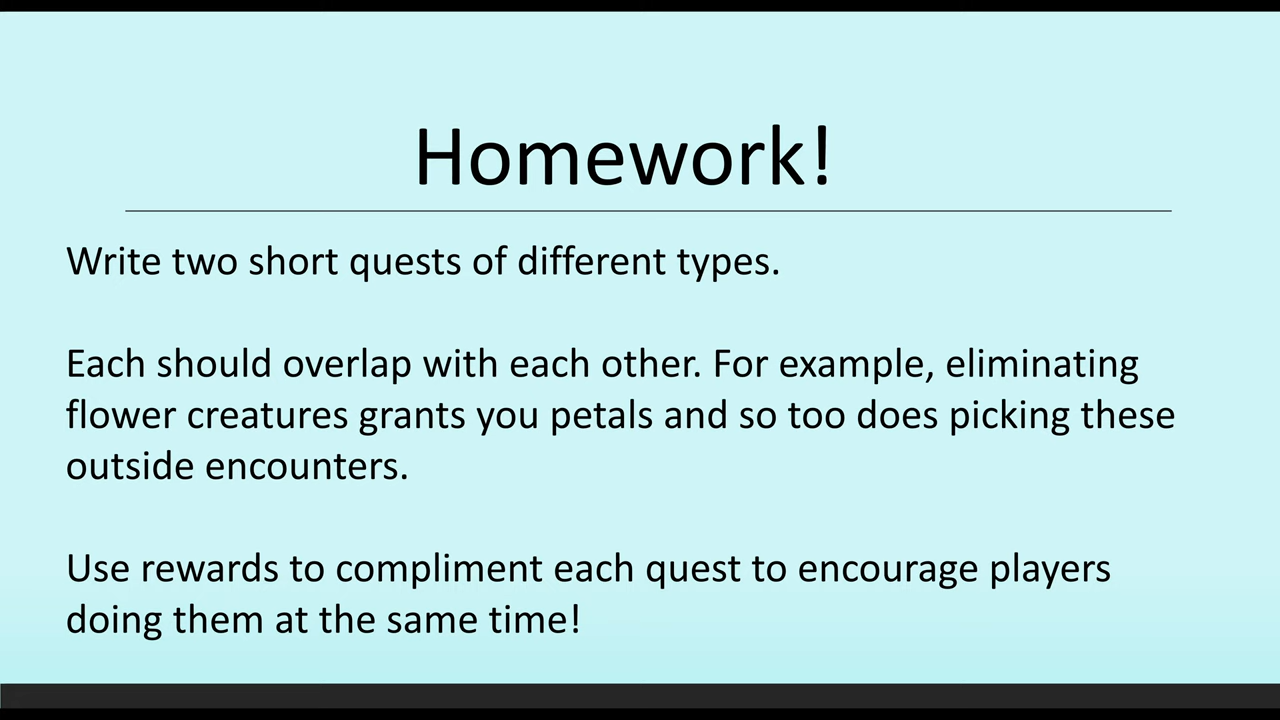 Homework!
Write two short quests of different types.
Each should overlap with each other. For example, eliminating
flower creatures grants you petals and so too does picking these
outside encounters.
Use rewards to compliment each quest to encourage players
doing them at the same time!